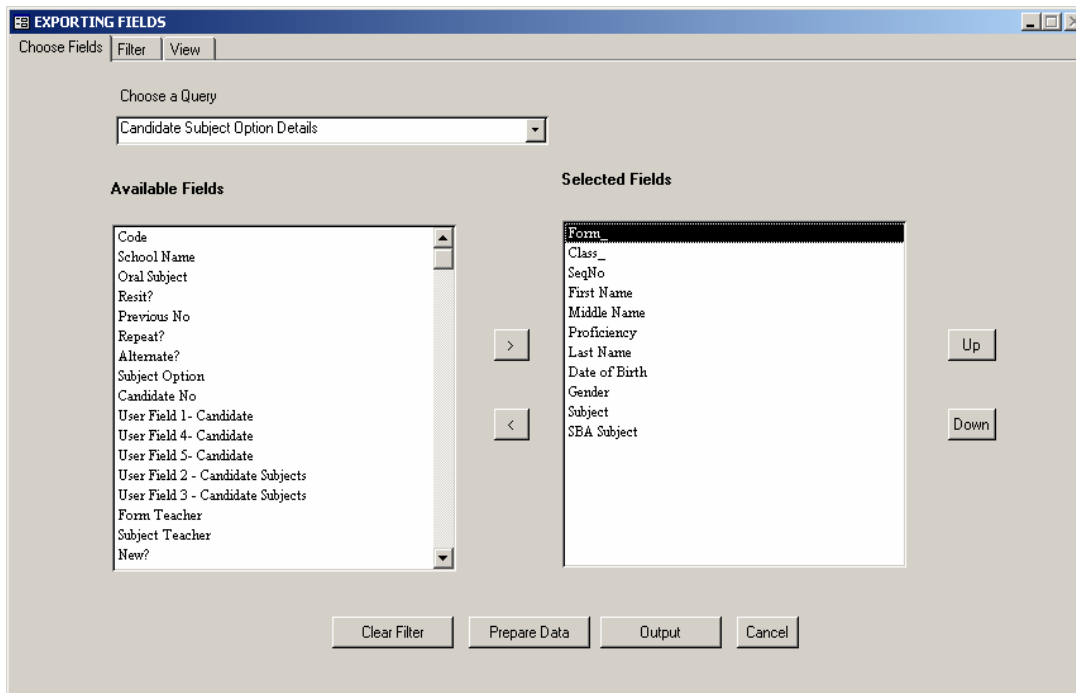 EXPORTING FIELDS
Choose Fields Filter View
Choose a Query
Candidate Subject Option Details
Available Fields
Code
School Name
Oral Subject
Resit?
Previous No
Repeat?
Alternate?
Subject Option
Candidate No
User Field 1- Candidate
User Field 4- Candidate
User Field 5- Candidate
User Field 2 - Candidate Subjects
User Field 3 - Candidate Subjects
Form Teacher
Subject Teacher
New?
>
<
Selected Fields
Form_
Class_
SeqNo
First Name
Middle Name
Proficiency
Last Name
Date of Birth
Gender
Subject
SBA Subject
Up
Down
Clear Filter Prepare Data Output Cancel